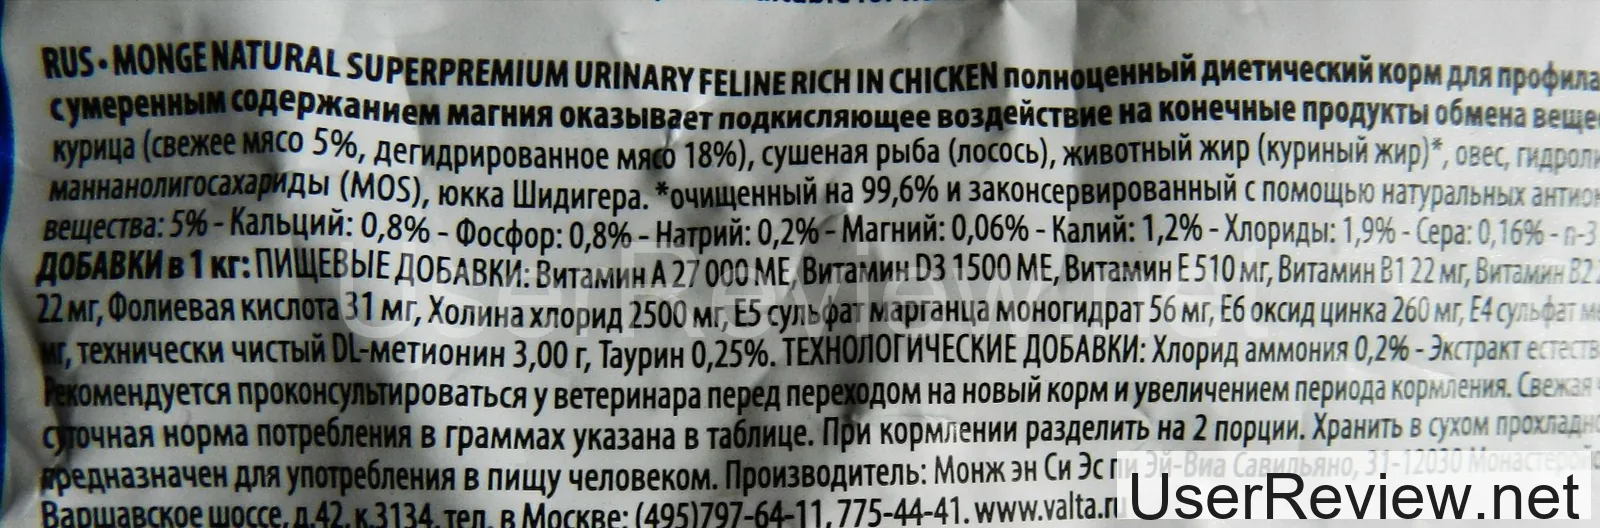 RUS • MONGE NATURAL SUPERPREMIUM URINARY FELINE RICH IN CHICKEN полноценный диетический корм для профила
с умеренным содержанием магния оказывает подкисляющее воздействие на конечные продукты обмена веще
курица (свежее мясо 5%, дегидрированное мясо 18%), сушеная рыба (лосось), животный жир (куриный жир)*, овес, гидроли
маннанолигосахариды (MOS), юкка Шидигера. *очищенный на 99,6% и законсервированный с помощью натуральных антиок
вещества: 5% - Кальций: 0,8% - Фосфор: 0,8% - Натрий: 0,2% - Магний: 0,06% - Калий: 1,2% - Хлориды: 1,9% - Сера: 0,16% - n-3
ДОБАВКИ в 1 кг: ПИЩЕВЫЕ ДОБАВКИ: Витамин А 27 000 МЕ, Витамин D3 1500 МЕ, Витамин Е 510 мг, Витамин В1 22 мг, Витамин В2
22 мг, Фолиевая кислота 31 мг, Холина хлорид 2500 мг, Е5 сульфат марганца моногидрат 56 мг, Е6 оксид цинка 260 мг, Е4 сульфат ме
мг, технически чистый DL-метионин 3,00 г, Таурин 0,25%. ТЕХНОЛОГИЧЕСКИЕ ДОБАВКИ: Хлорид аммония 0,2% - Экстракт естеств
Рекомендуется проконсультироваться у ветеринара перед переходом на новый корм и увеличением периода кормления. Свежая
суточная норма потребления в граммах указана в таблице. При кормлении разделить на 2 порции. Хранить в сухом прохладно
предназначен для употребления в пищу человеком. Производитель: Монж эн Си Эс пи Эй-Виа Савильяно, 31-12030 Монастероло
Варшавское шоссе, д.42, к.3134, тел. в Москве: (495)797-64-11, 775-44-41. www.valta.ru
UserReview.net
UserReview.net